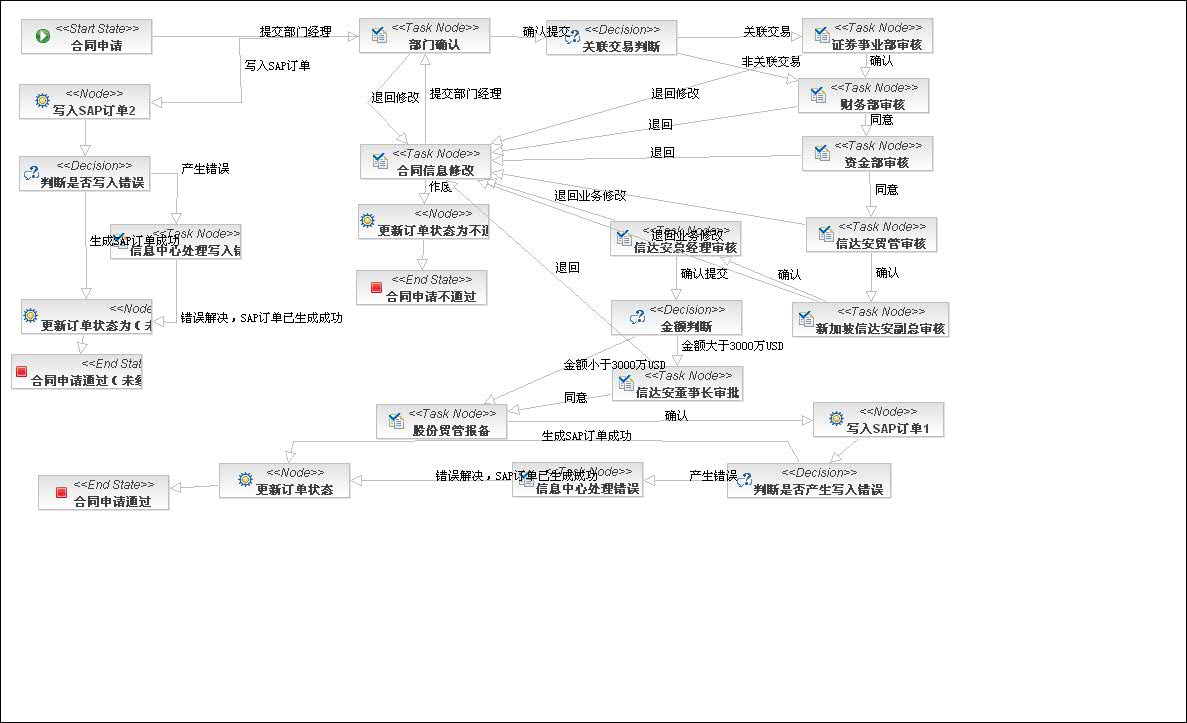 <<Start State>>
合同申请
提交部门经理
<<Task Node>>
部门确认
确认提交
<<Decision>>
关联交易判断
关联交易
<<Task Node>>
证券事业部审核
写入SAP订单
非关联交易
确认
<<Node>>
写入SAP订单2
退回修改
提交部门经理
退回修改
<<Task Node>>
财务部审核
退回
同意
<<Decision>>
判断是否写入错误
产生错误
<<Task Node>>
合同信息修改
退回
<<Task Node>>
资金部审核
作废
退回业务修改
同意
<<Node>>
更新订单状态为不通
<<Task Node>>
信息中心处理写入错
生成SAP订单成功
<<Task Node>>
信达安总经理审核
退回业务修改
<<Task Node>>
信达安贸管审核
退回
确认提交
确认
确认
<<End State>>
合同申请不通过
<<Node
更新订单状态为（未
错误解决，SAP订单已生成成功
<<Decision>>
金额判断
<<Task Node>>
新加坡信达安副总审核
金额大于3000万USD
<<End Stat
合同申请通过（未经
金额小于3000万USD
<<Task Node>>
信达安董事长审批
同意
<<Task Node>>
股份贸管报备
确认
<<Node>>
写入SAP订单1
生成SAP订单成功
<<End State>>
合同申请通过
<<Node>>
更新订单状态
错误解决，SAP订单已生成成功
<<Task Node>>
信息中心处理错误
产生错误
<<Decision>>
判断是否产生写入错误